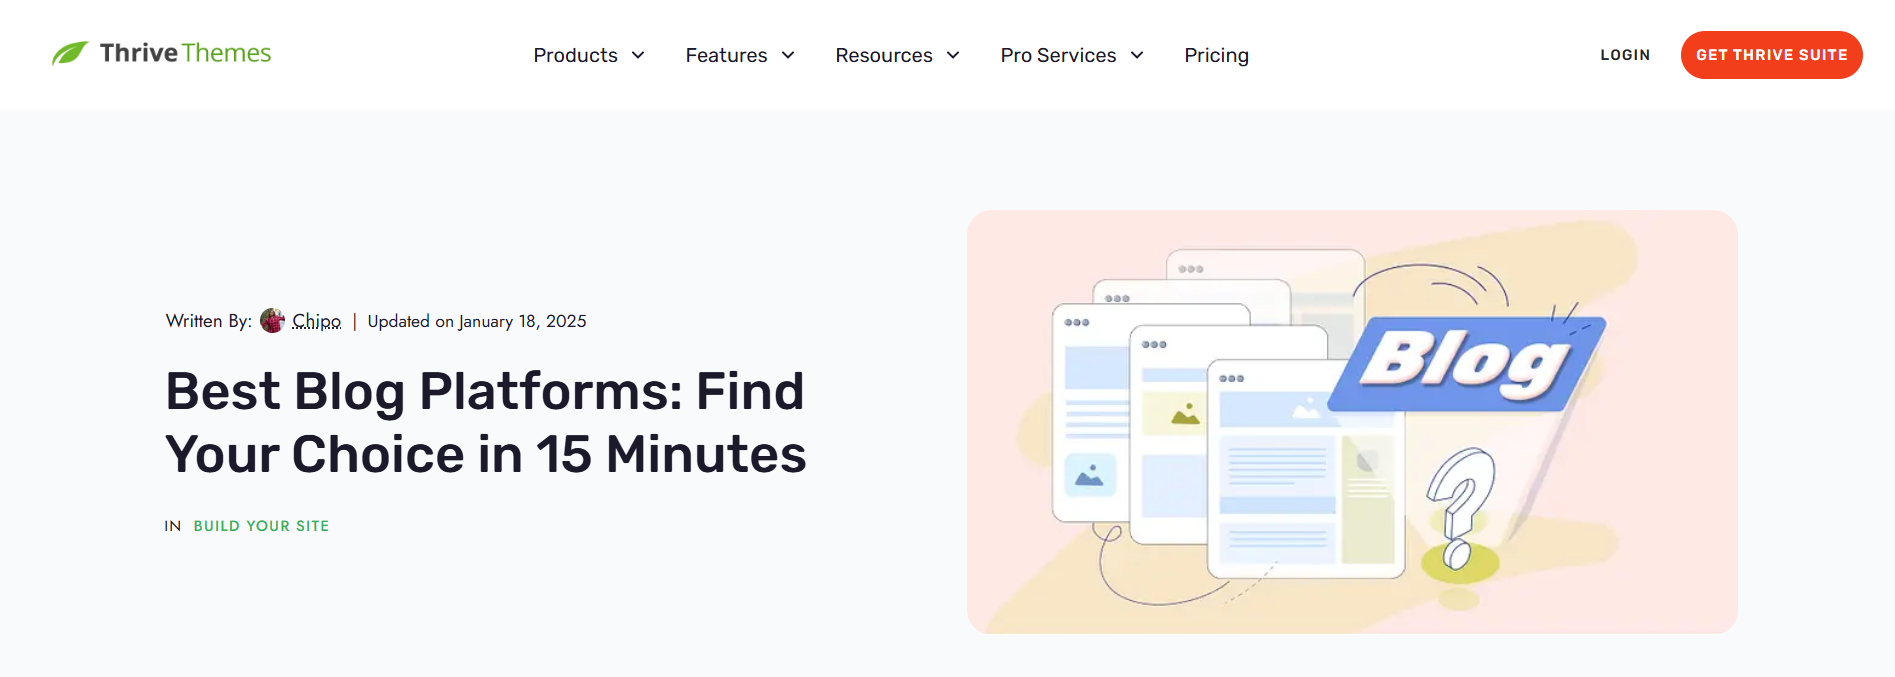 Thrive Themes
Products
Features
Resources
Pro Services
Pricing
LOGIN
GET THRIVE SUITE
Written By: Chipo | Updated on January 18, 2025
Best Blog Platforms: Find
Your Choice in 15 Minutes
IN BUILD YOUR SITE
Blog
?